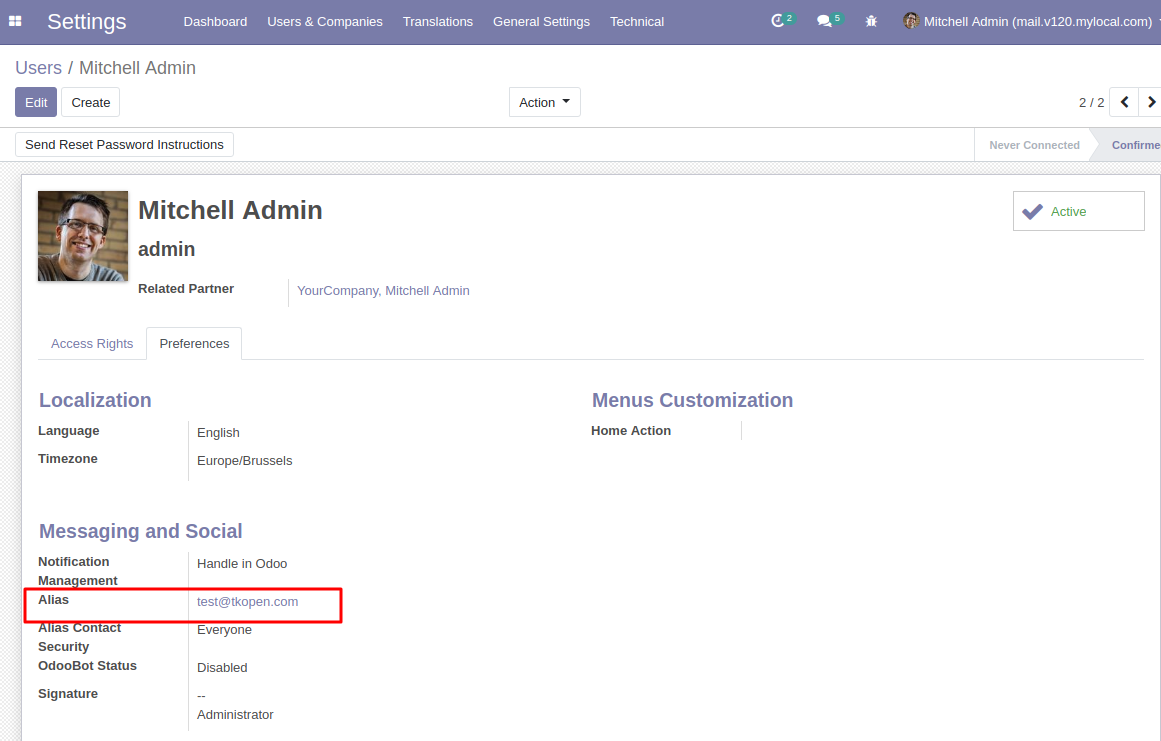 Settings Dashboard Users & Companies Translations General Settings Technical 2 5 Mitchell Admin (mail.v120.mylocal.com)
Users / Mitchell Admin
Edit Create Action 2 / 2
Send Reset Password Instructions Never Connected Confirme
Mitchell Admin
Active
admin
Related Partner YourCompany, Mitchell Admin
Access Rights Preferences
Localization Menus Customization
Language English Home Action
Timezone Europe/Brussels
Messaging and Social
Notification Handle in Odoo
Management
Alias test@tkopen.com
Alias Contact Everyone
Security
OdooBot Status Disabled
Signature --
Administrator